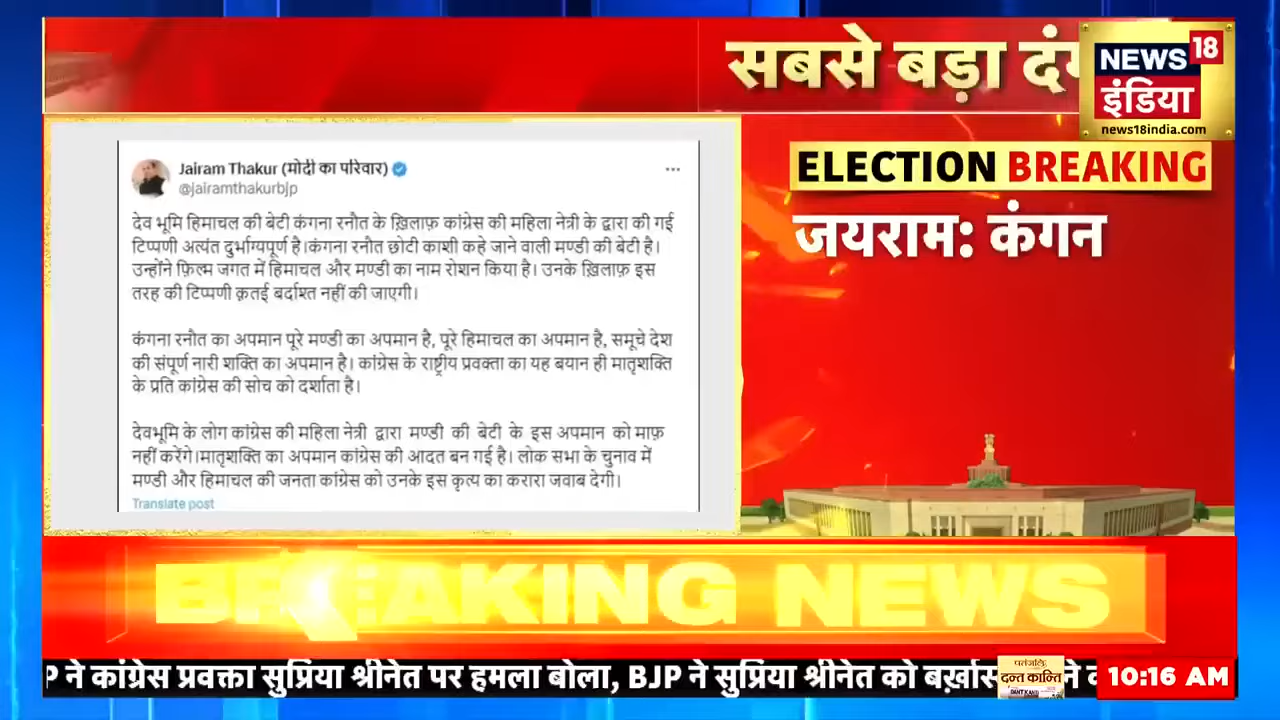 सबसे बड़ा
NEWS 18
इंडिया
news18india.com
Jairam Thakur (मोदी का परिवार)
@jairamthakurbjp
देव भूमि हिमाचल की बेटी कंगना रनौत के ख़िलाफ़ कांग्रेस की महिला नेत्री के द्वारा की गई
टिप्पणी अत्यंत दुर्भाग्यपूर्ण है।कंगना रनौत छोटी काशी कहे जाने वाली मण्डी की बेटी है।
उन्होंने फ़िल्म जगत में हिमाचल और मण्डी का नाम रोशन किया है। उनके ख़िलाफ़ इस
तरह की टिप्पणी क़तई बर्दाश्त नहीं की जाएगी।
कंगना रनौत का अपमान पूरे मण्डी का अपमान है, पूरे हिमाचल का अपमान है, समूचे देश
की संपूर्ण नारी शक्ति का अपमान है। कांग्रेस के राष्ट्रीय प्रवक्ता का यह बयान ही मातृशक्ति
के प्रति कांग्रेस की सोच को दर्शाता है।
देवभूमि के लोग कांग्रेस की महिला नेत्री द्वारा मण्डी की बेटी के इस अपमान को माफ़
नहीं करेंगे।मातृशक्ति का अपमान कांग्रेस की आदत बन गई है। लोक सभा के चुनाव में
मण्डी और हिमाचल की जनता कांग्रेस को उनके इस कृत्य का करारा जवाब देगी।
Translate post
ELECTION BREAKING
जयराम: कंगन
BREAKING NEWS
P ने कांग्रेस प्रवक्ता सुप्रिया श्रीनेत पर हमला बोला, BJP ने सुप्रिया श्रीनेत को
पतंजलि
दन्त कान्ति
10:16 AM